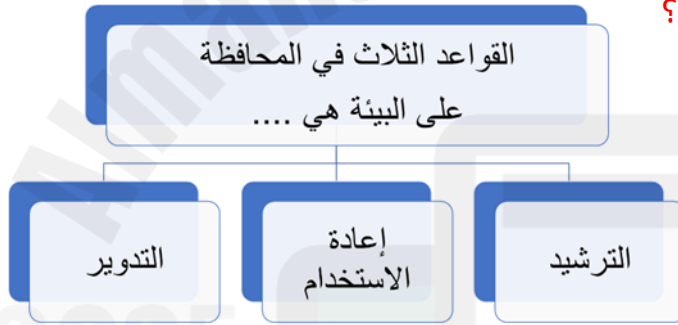 ؟
القواعد الثلاث في المحافظة
على البيئة هي ....
الترشيد
إعادة
الاستخدام
التدوير